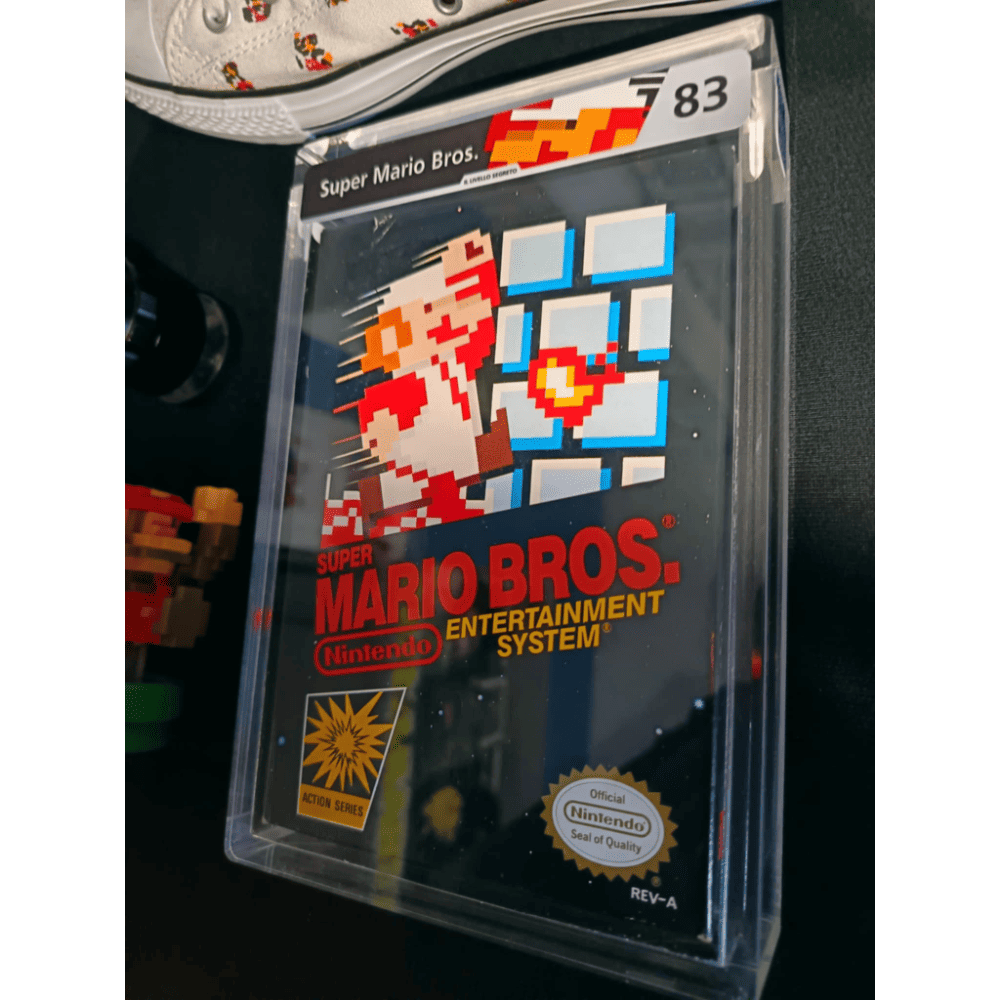 83
Super Mario Bros.
IL LIVELLO SEGRETO
SUPER
MARIO BROS.®
Nintendo
ENTERTAINMENT
SYSTEM®
ACTION SERIES
Official
Nintendo®
Seal of Quality
REV-A